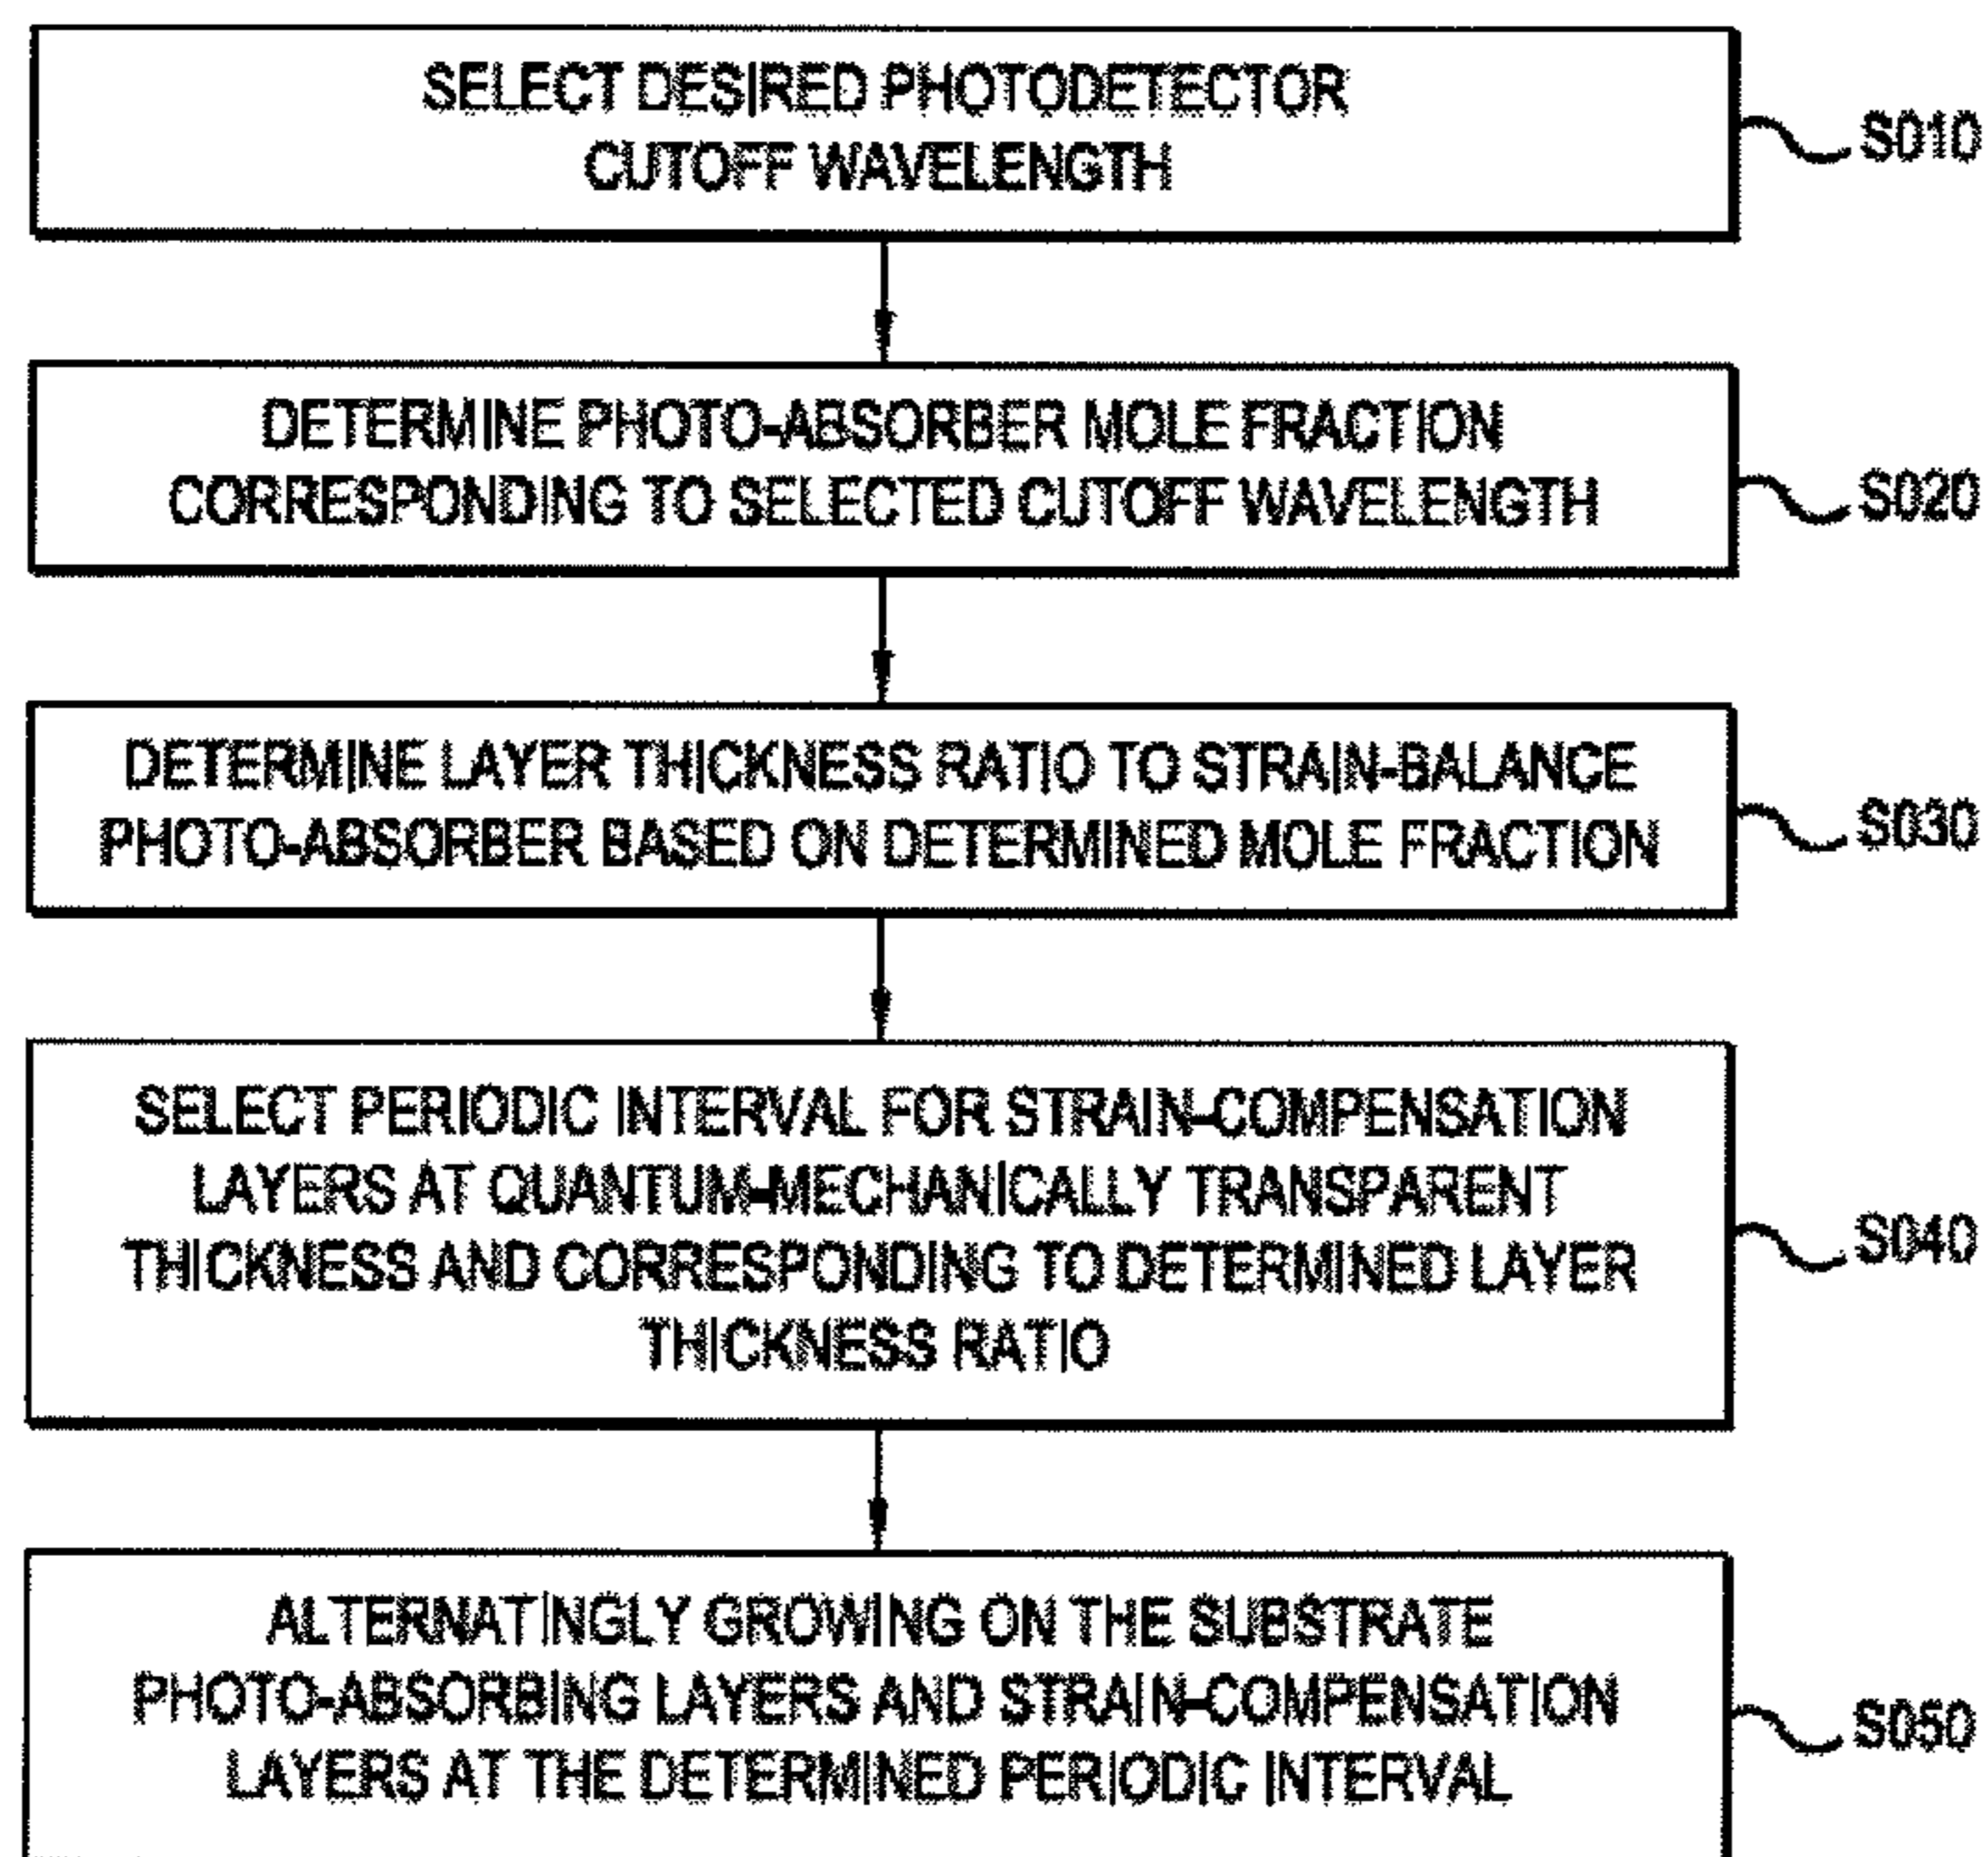 SELECT DESIRED PHOTODETECTOR
CUTOFF WAVELENGTH
S010
DETERMINE PHOTO-ABSORBER MOLE FRACTION
CORRESPONDING TO SELECTED CUTOFF WAVELENGTH
S020
DETERMINE LAYER THICKNESS RATIO TO STRAIN-BALANCE
PHOTO-ABSORBER BASED ON DETERMINED MOLE FRACTION
S030
SELECT PERIODIC INTERVAL FOR STRAIN-COMPENSATION
LAYERS AT QUANTUM-MECHANICALLY TRANSPARENT
THICKNESS AND CORRESPONDING TO DETERMINED LAYER
THICKNESS RATIO
S040
ALTERNATINGLY GROWING ON THE SUBSTRATE
PHOTO-ABSORBING LAYERS AND STRAIN-COMPENSATION
LAYERS AT THE DETERMINED PERIODIC INTERVAL
S050